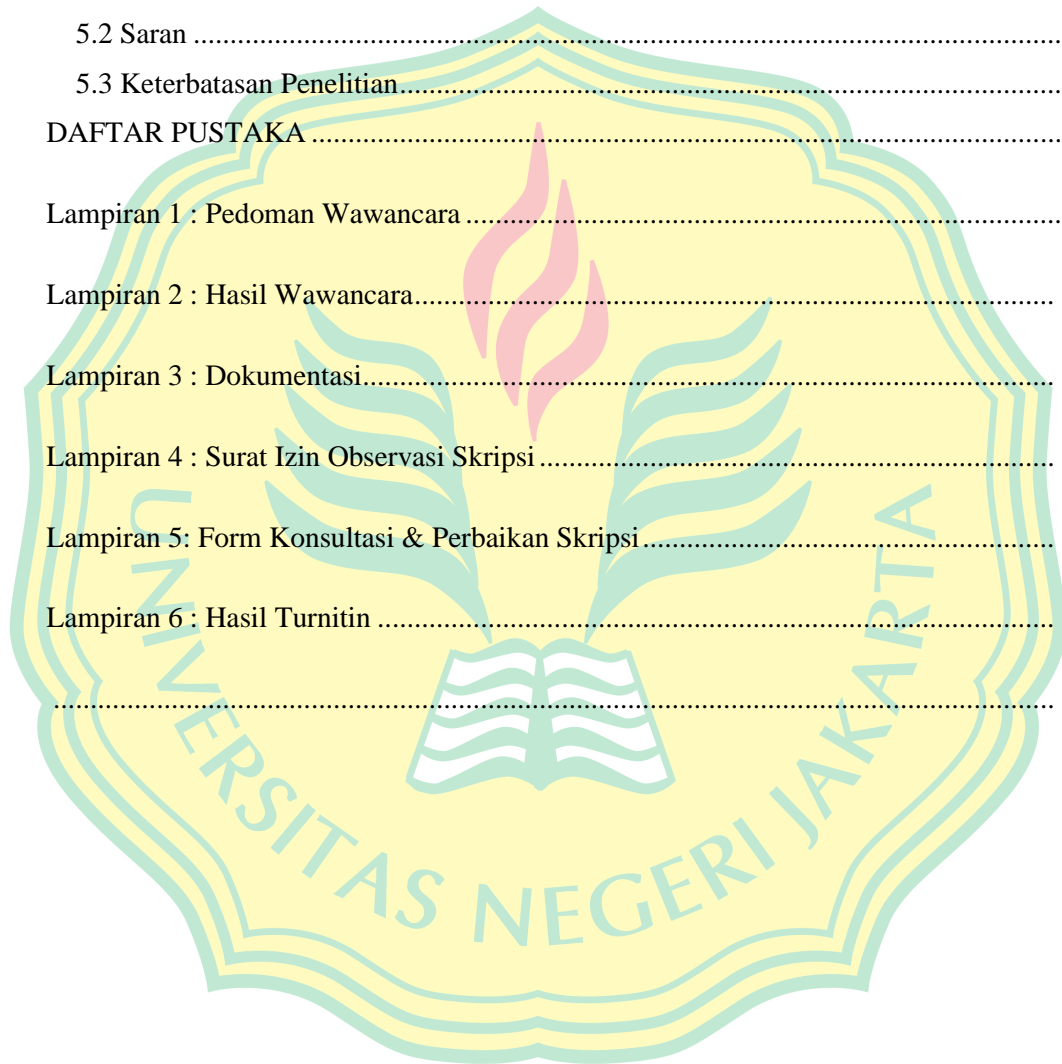 5.2 Saran ........................................................................................................................
5.3 Keterbatasan Penelitian............................................................................................
DAFTAR PUSTAKA .......................................................................................................
Lampiran 1 : Pedoman Wawancara ..................................................................................
Lampiran 2 : Hasil Wawancara........................................................................................
Lampiran 3 : Dokumentasi...............................................................................................
Lampiran 4 : Surat Izin Observasi Skripsi .......................................................................
Lampiran 5: Form Konsultasi & Perbaikan Skripsi.........................................................
Lampiran 6 : Hasil Turnitin .............................................................................................
.........................................................................................................................................
UNIVERSITAS NEGERI JAKARTA